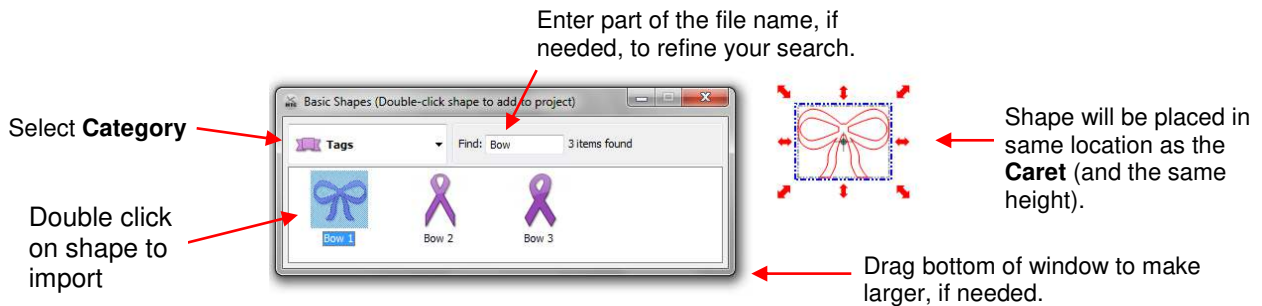 Enter part of the file name, if
needed, to refine your search.
Basic Shapes (Double-click shape to add to project)
Select Category
Tags
Find: Bow
3 items found
Shape will be placed in
same location as the
Caret (and the same
height).
Double click
on shape to
import
Bow 1
Bow 2
Bow 3
Drag bottom of window to make
larger, if needed.